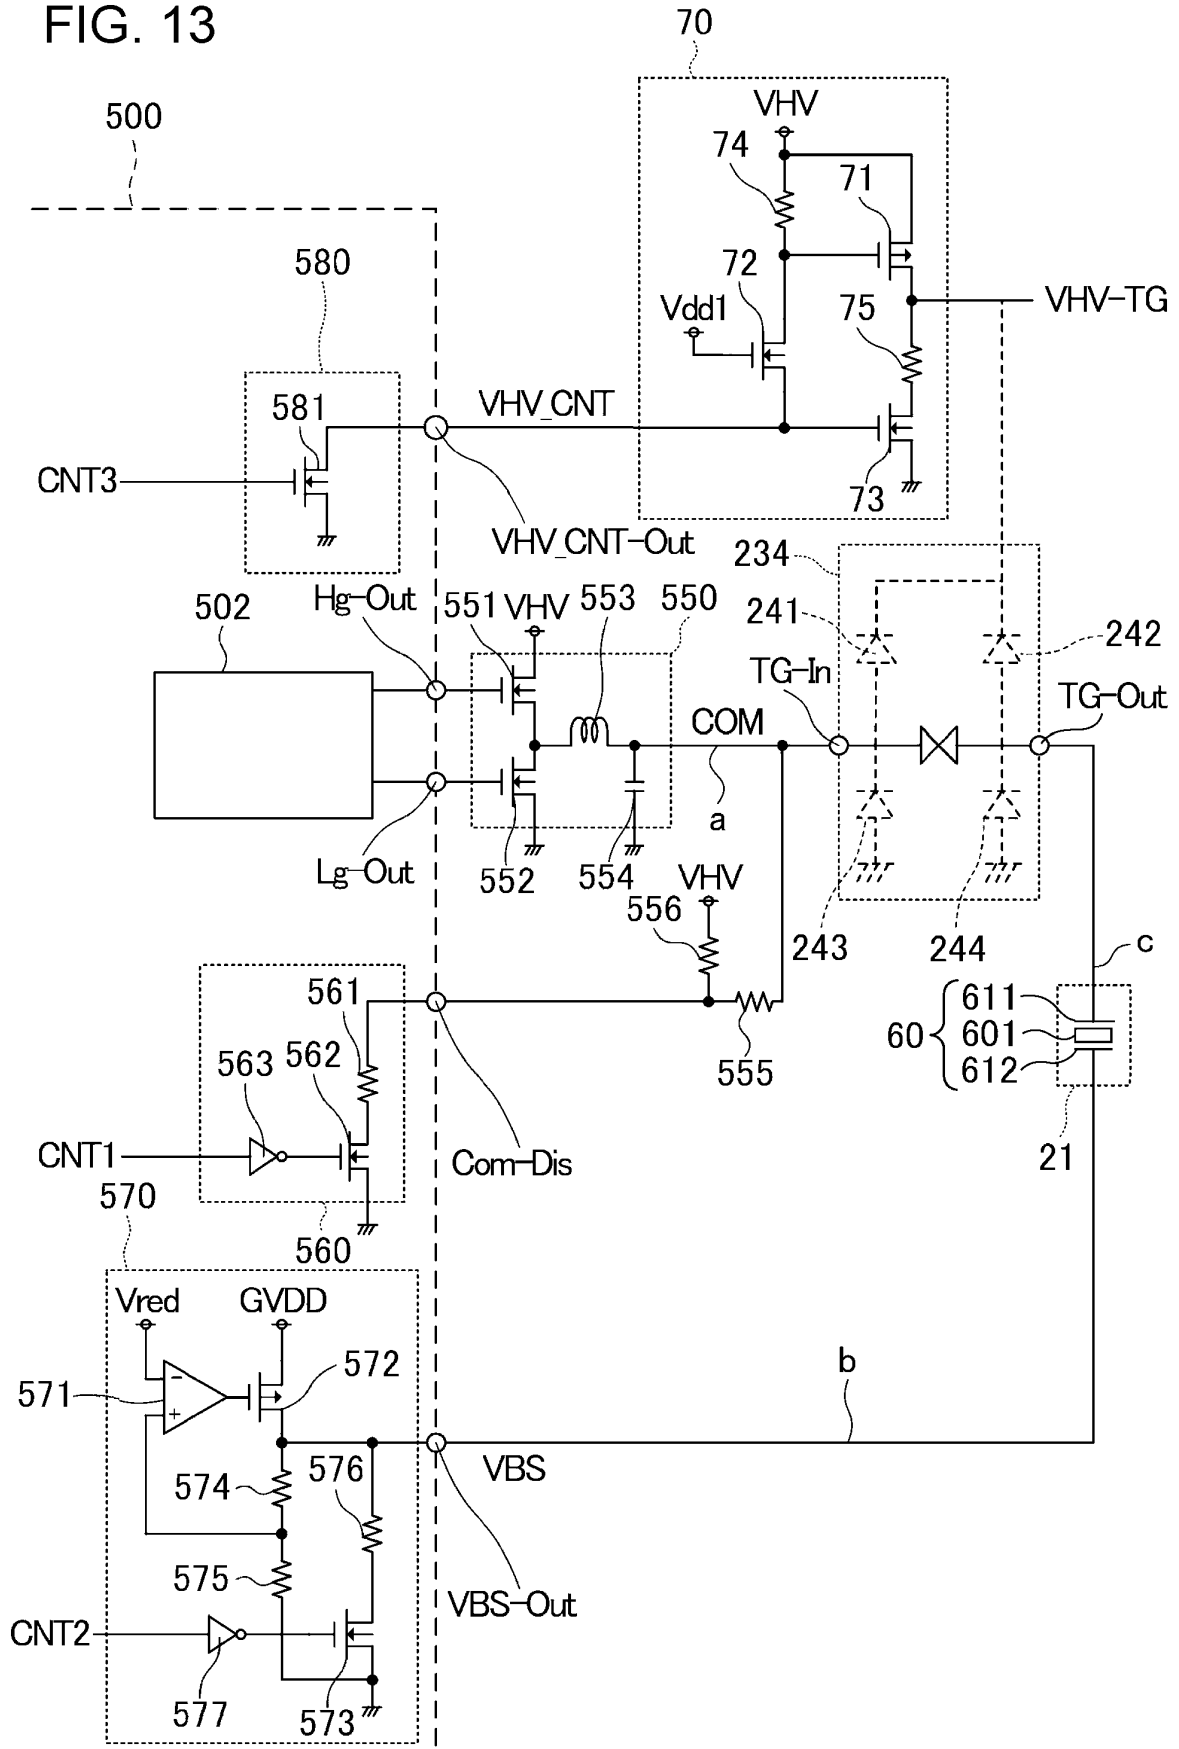 FIG. 13
70
500
VHV
74
71
580
72
Vdd1
75
VHV-TG
581
VHV_CNT
CNT3
73
VHV_CNT-Out
234
Hg-Out
551
VHV
553
550
241
242
502
TG-In
TG-Out
COM
a
Lg-Out
552
554
VHV
556
243
244
c
561
611
60
601
612
563
562
555
CNT1
Com-Dis
21
570
560
Vred
GVDD
572
b
571
−
+
574
576
VBS
575
VBS-Out
CNT2
577
573